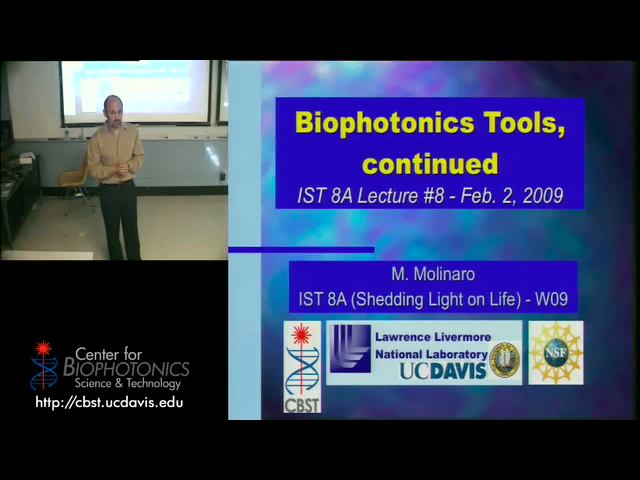 Biophotonics Tools,
continued
IST 8A Lecture #8 - Feb. 2, 2009
M. Molinaro
IST 8A (Shedding Light on Life) - W09
CBST
Lawrence Livermore
National Laboratory
UCDAVIS
NSF
Center for
BIOPHOTONICS
Science & Technology
http://cbst.ucdavis.edu